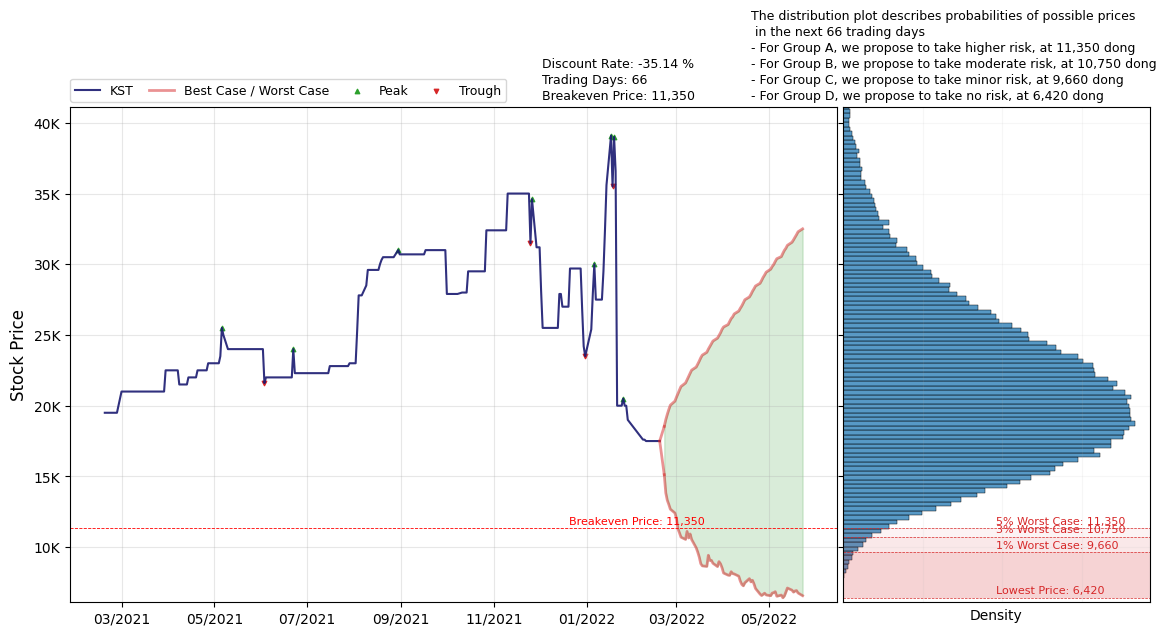 The distribution plot describes probabilities of possible prices
in the next 66 trading days
- For Group A, we propose to take higher risk, at 11,350 dong
- For Group B, we propose to take moderate risk, at 10,750 dong
- For Group C, we propose to take minor risk, at 9,660 dong
- For Group D, we propose to take no risk, at 6,420 dong
Discount Rate: -35.14 %
Trading Days: 66
Breakeven Price: 11,350
KST Best Case / Worst Case Peak Trough
Stock Price
40K
35K
30K
25K
20K
15K
10K
Breakeven Price: 11,350
5% Worst Case: 11,350
3% Worst Case: 10,750
1% Worst Case: 9,660
Lowest Price: 6,420
03/2021 05/2021 07/2021 09/2021 11/2021 01/2022 03/2022 05/2022
Density